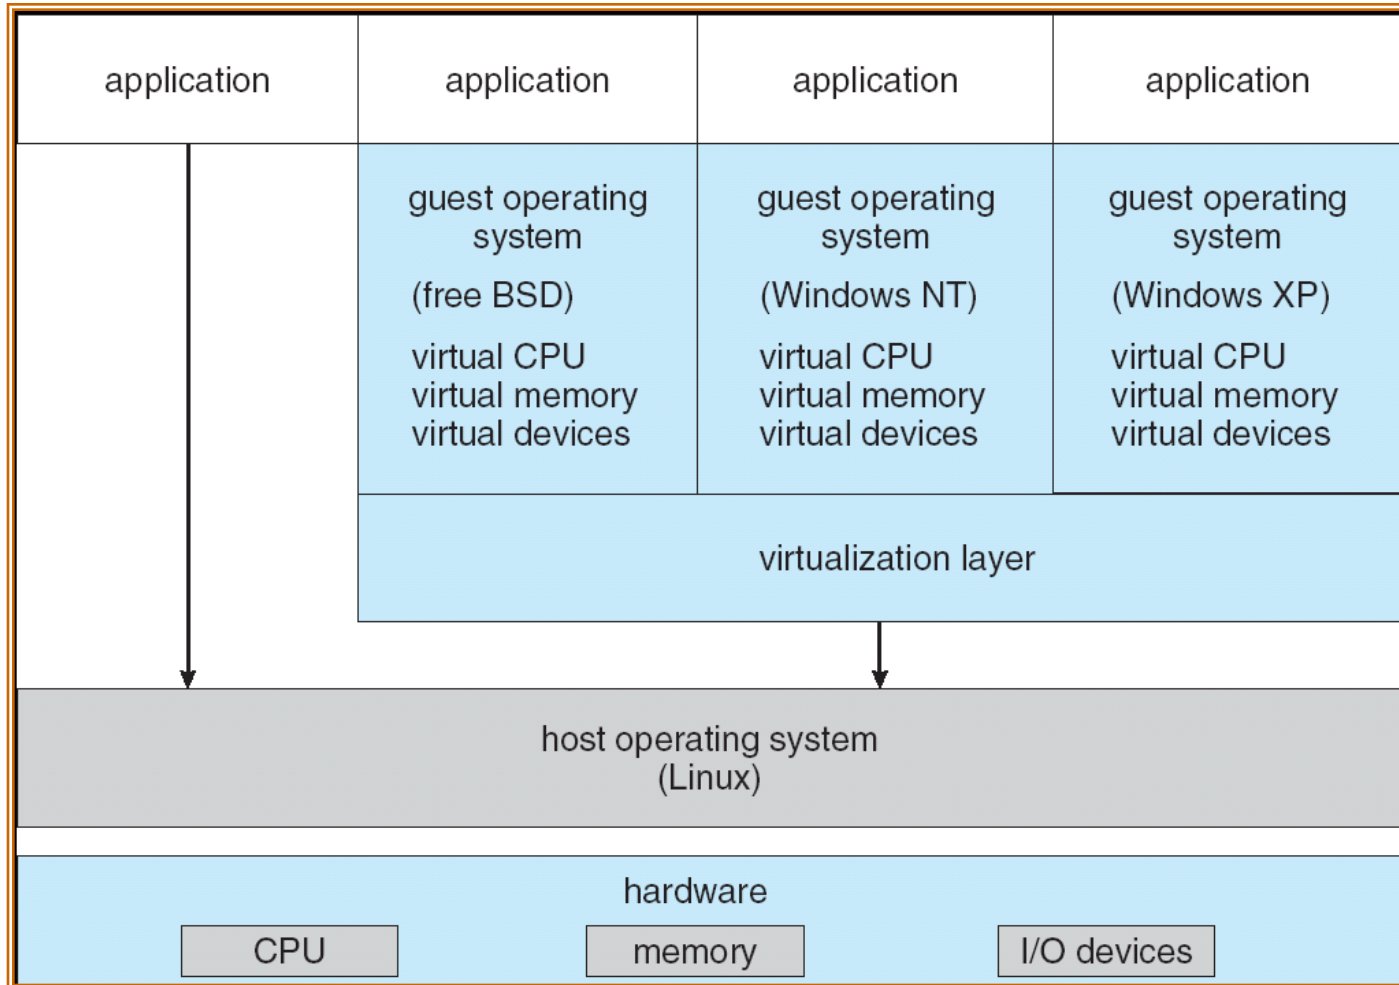 application
application
application
application
guest operating
system
(free BSD)
virtual CPU
virtual memory
virtual devices
guest operating
system
(Windows NT)
virtual CPU
virtual memory
virtual devices
guest operating
system
(Windows XP)
virtual CPU
virtual memory
virtual devices
virtualization layer
host operating system
(Linux)
hardware
CPU
memory
I/O devices